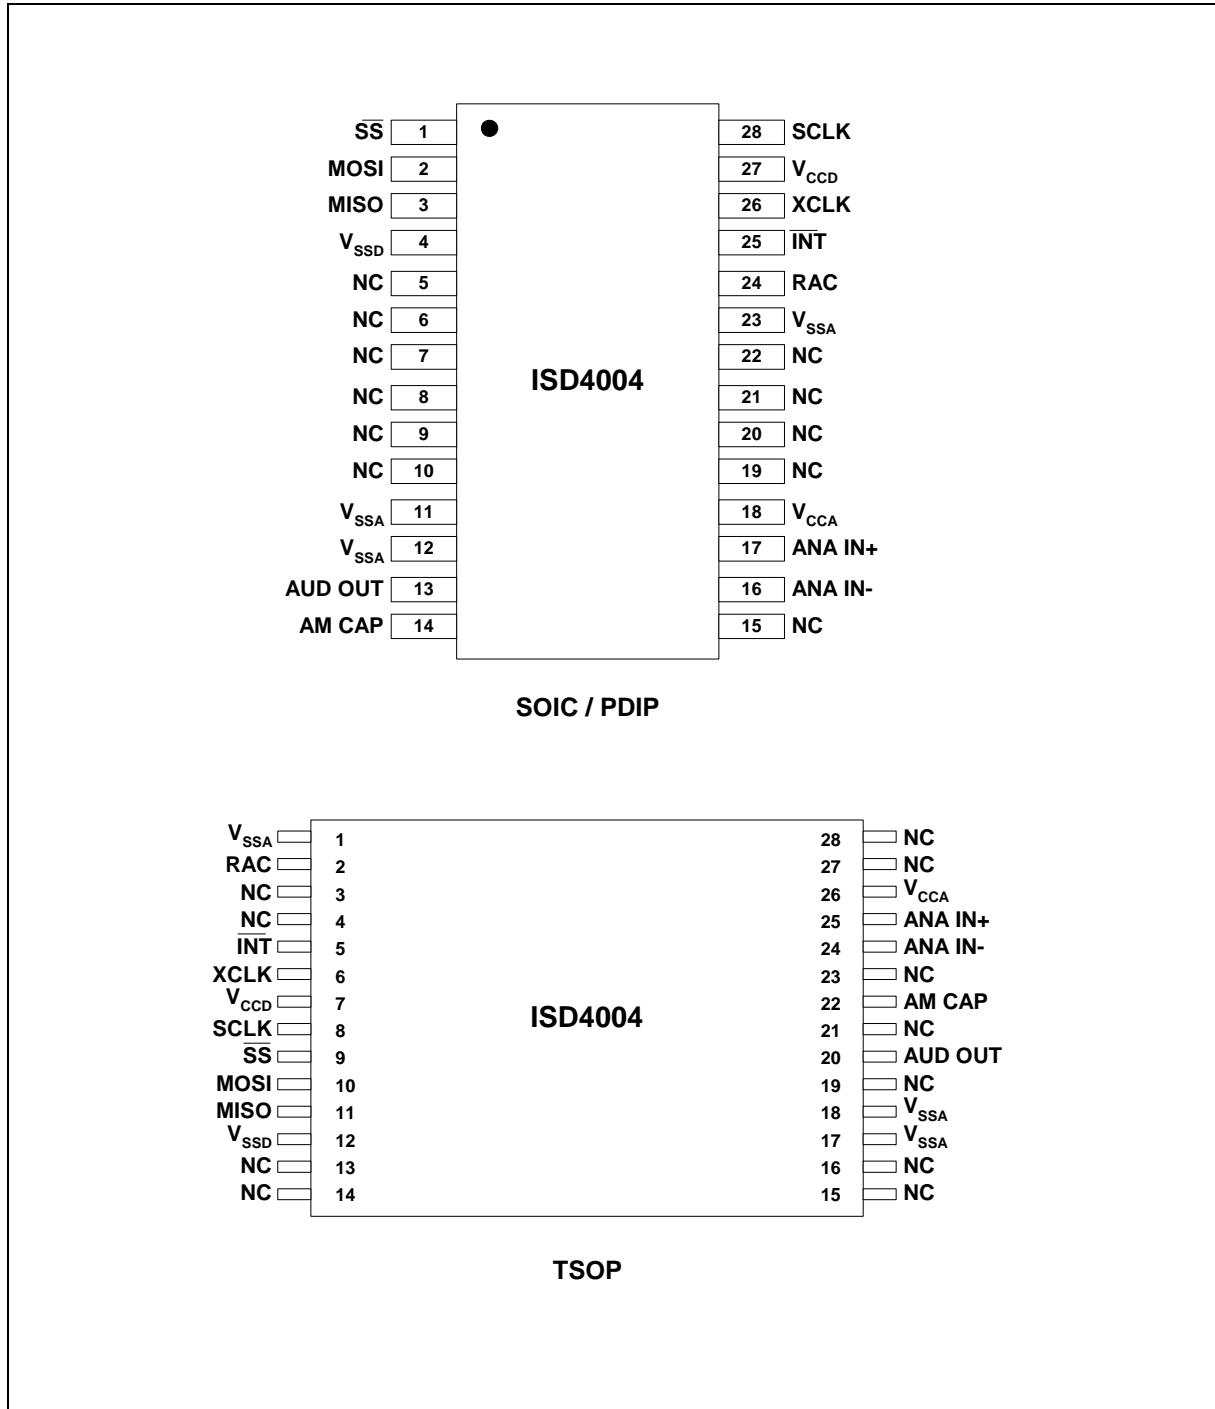 SS 1 28 SCLK
MOSI 2 27 VCCD
MISO 3 26 XCLK
VSSD 4 25 INT
NC 5 24 RAC
NC 6 23 VSSA
NC 7 22 NC
ISD4004
NC 8 21 NC
NC 9 20 NC
NC 10 19 NC
VSSA 11 18 VCCA
VSSA 12 17 ANA IN+
AUD OUT 13 16 ANA IN-
AM CAP 14 15 NC
SOIC / PDIP
VSSA 1 28 NC
RAC 2 27 NC
NC 3 26 VCCA
NC 4 25 ANA IN+
INT 5 24 ANA IN-
XCLK 6 23 NC
VCCD 7 22 AM CAP
ISD4004
SCLK 8 21 NC
SS 9 20 AUD OUT
MOSI 10 19 NC
MISO 11 18 VSSA
VSSD 12 17 VSSA
NC 13 16 NC
NC 14 15 NC
TSOP